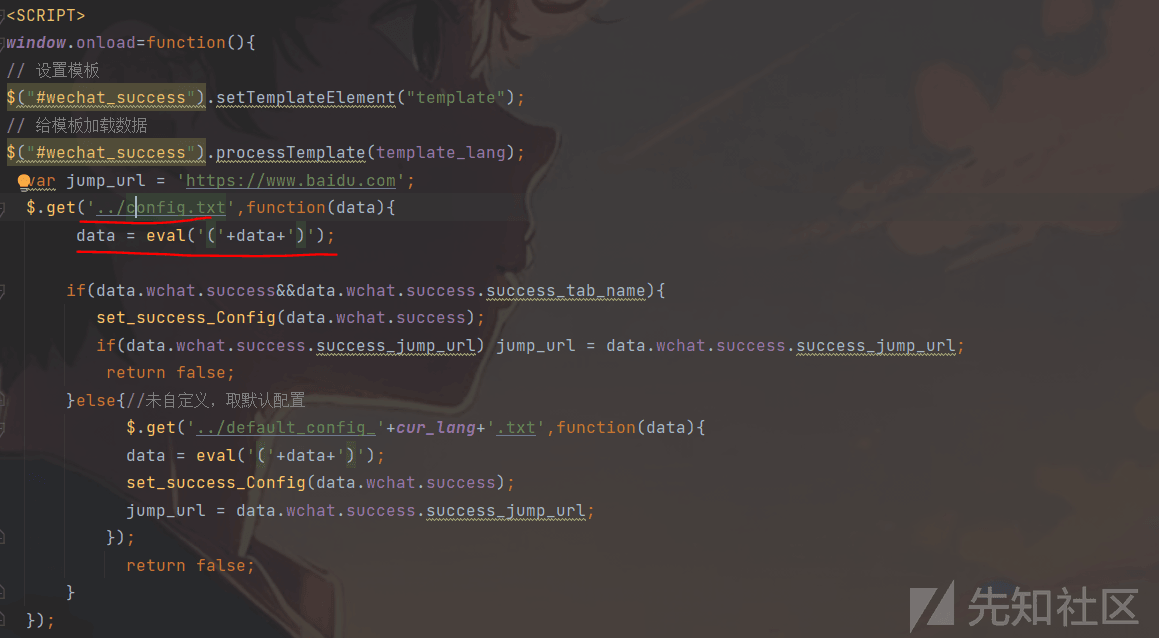 <SCRIPT>
window.onload=function(){
// 设置模板
$("#wechat_success").setTemplateElement("template");
// 给模板加载数据
$("#wechat_success").processTemplate(template_lang);
var jump_url = 'https://www.baidu.com';
$.get('../config.txt',function(data){
data = eval('('+data+')');
if(data.wchat.success&&data.wchat.success.success_tab_name){
set_success_Config(data.wchat.success);
if(data.wchat.success.success_jump_url) jump_url = data.wchat.success.success_jump_url;
return false;
}else{//未自定义，取默认配置
$.get('../default_config_'+cur_lang+'.txt',function(data){
data = eval('('+data+')');
set_success_Config(data.wchat.success);
jump_url = data.wchat.success.success_jump_url;
});
return false;
}
});
先知社区